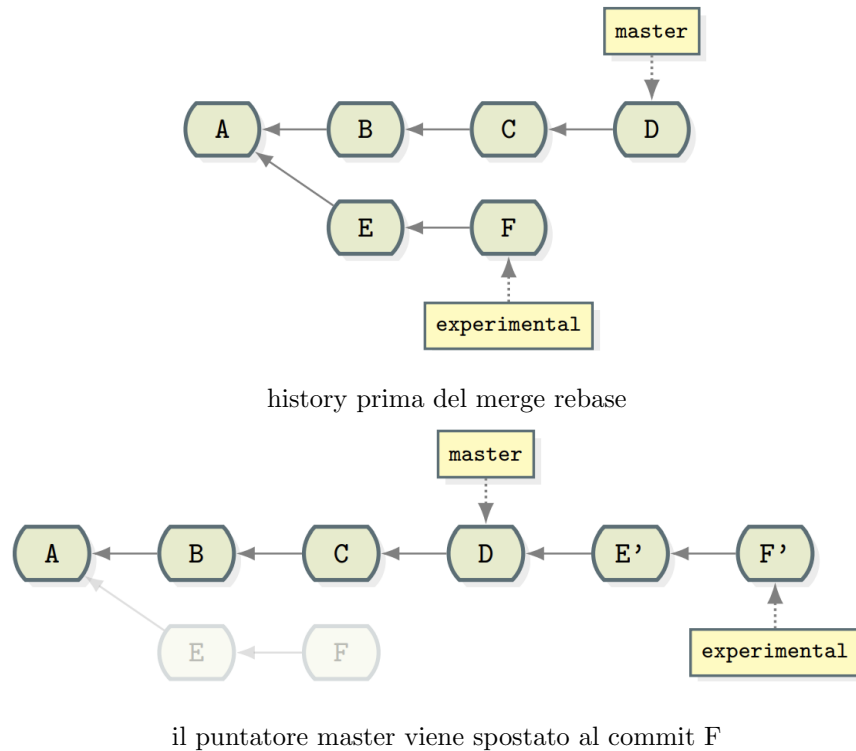 master
A B C D
E F
experimental
history prima del merge rebase
master
A B C D E' F'
E F
experimental
il puntatore master viene spostato al commit F